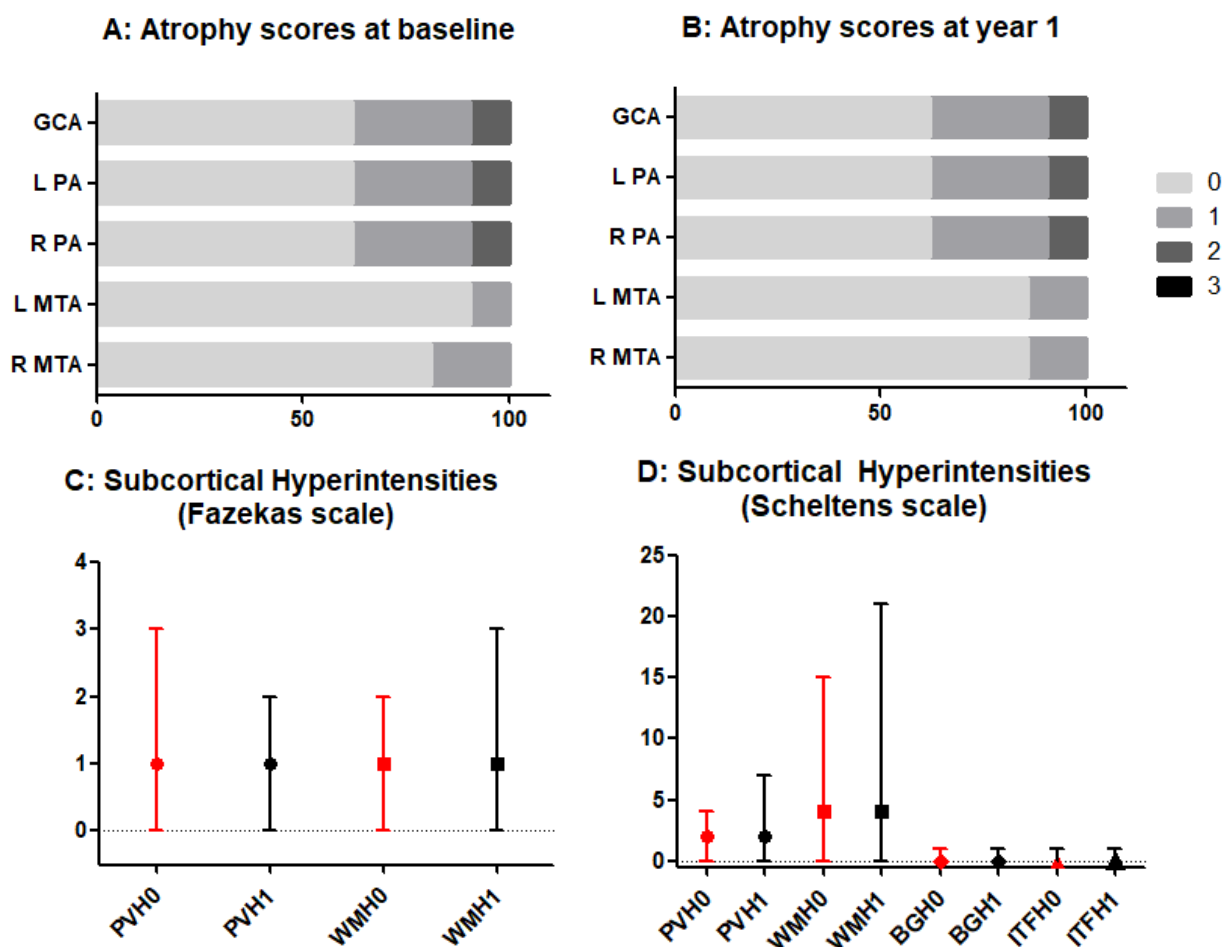 A: Atrophy scores at baseline
GCA
L PA
R PA
L MTA
R MTA
0
50
100
B: Atrophy scores at year 1
GCA
L PA
R PA
L MTA
R MTA
0
50
100
0
1
2
3
C: Subcortical Hyperintensities
(Fazekas scale)
4
3
2
1
0
PVH0
PVH1
WMH0
WMH1
D: Subcortical Hyperintensities
(Scheltens scale)
25
20
15
10
5
0
PVH0
PVH1
WMH0
WMH1
BGH0
BGH1
ITFH0
ITFH1